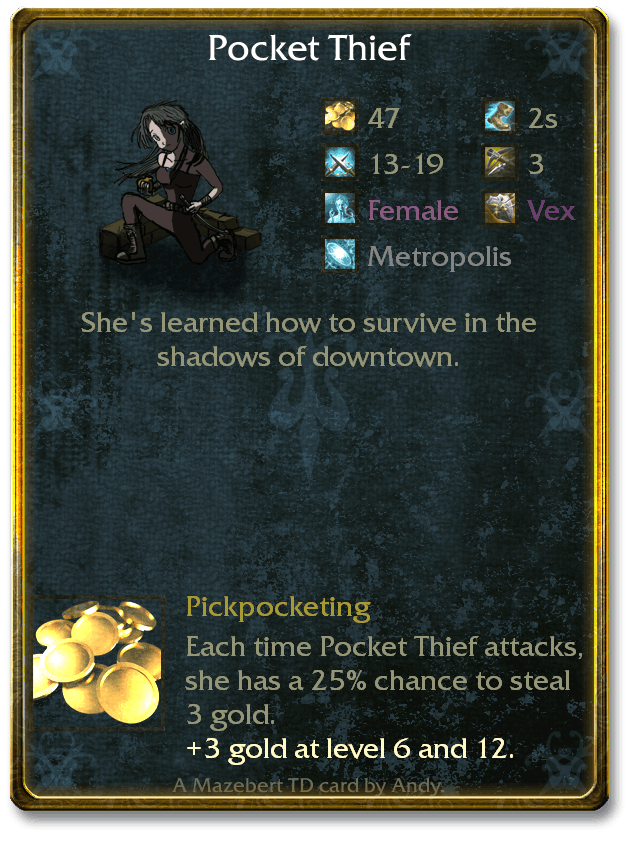 Pocket Thief
47 2s
13-19 3
Female Vex
Metropolis
She's learned how to survive in the
shadows of downtown.
Pickpocketing
Each time Pocket Thief attacks,
she has a 25% chance to steal
3 gold.
+3 gold at level 6 and 12.
A Mazebert TD card by Andy.